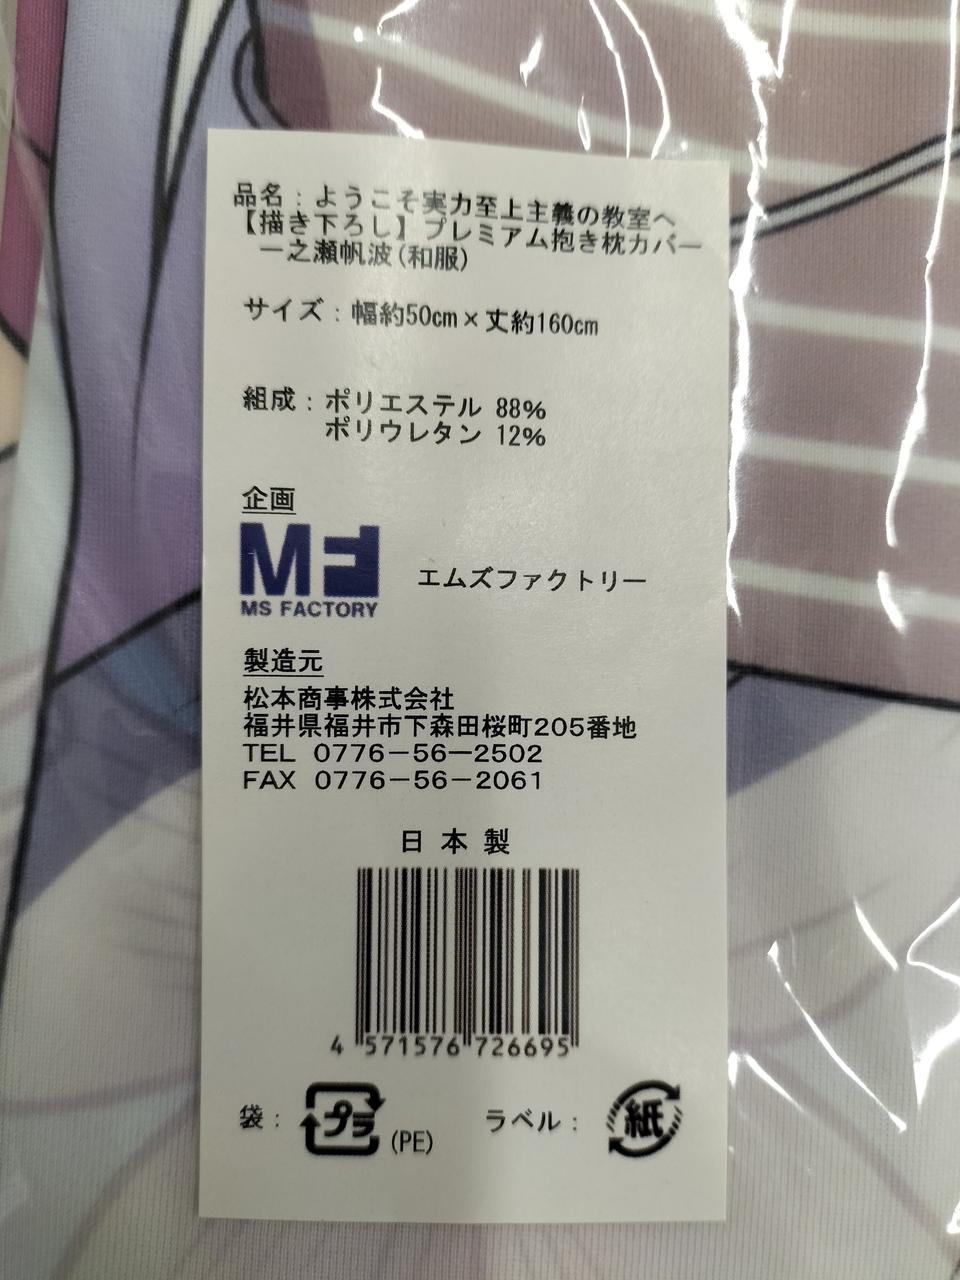 品名：ようこそ実力至上主義の教室へ
【描き下ろし】プレミアム抱き枕カバー
一之瀬帆波(和服)
サイズ：幅約50cm×丈約160cm
組成：ポリエステル 88%
ポリウレタン 12%
企画
MF
MS FACTORY
エムズファクトリー
製造元
松本商事株式会社
福井県福井市下森田桜町205番地
TEL 0776－56－2502
FAX 0776－56－2061
日本製
4 571576 726695
袋： プラ (PE) ラベル： 紙